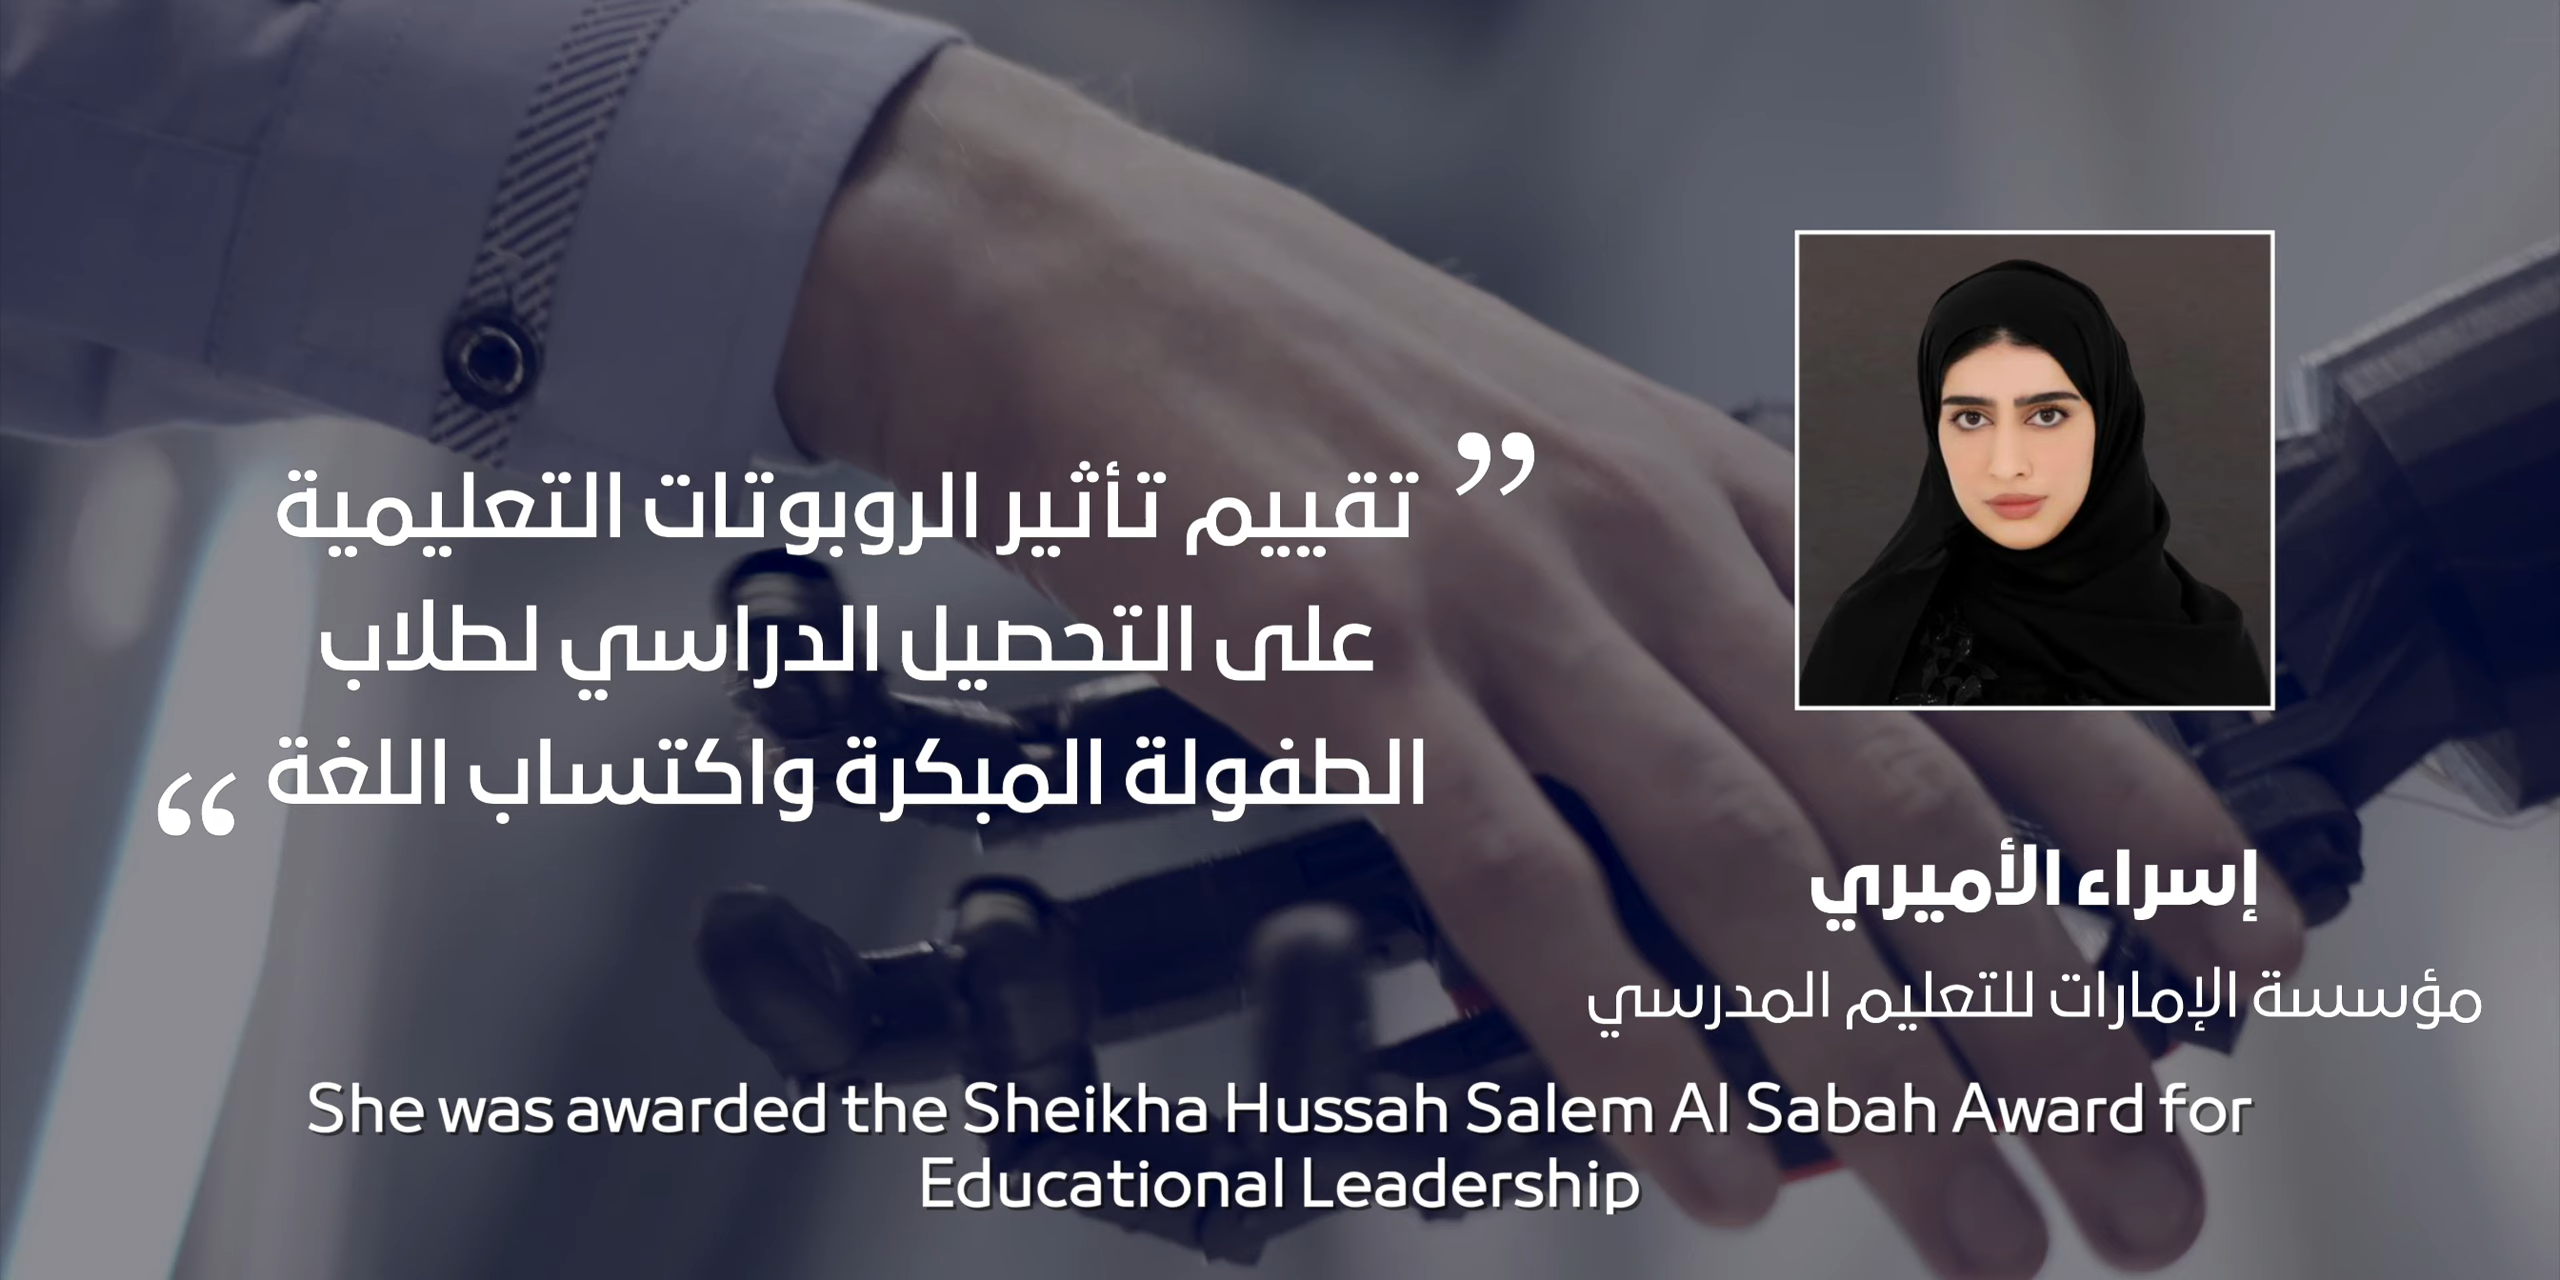 ” تقييم تأثير الروبوتات التعليمية
على التحصيل الدراسي لطلاب
الطفولة المبكرة واكتساب اللغة “
إسراء الأميري
مؤسسة الإمارات للتعليم المدرسي
She was awarded the Sheikha Hussah Salem Al Sabah Award for
Educational Leadership